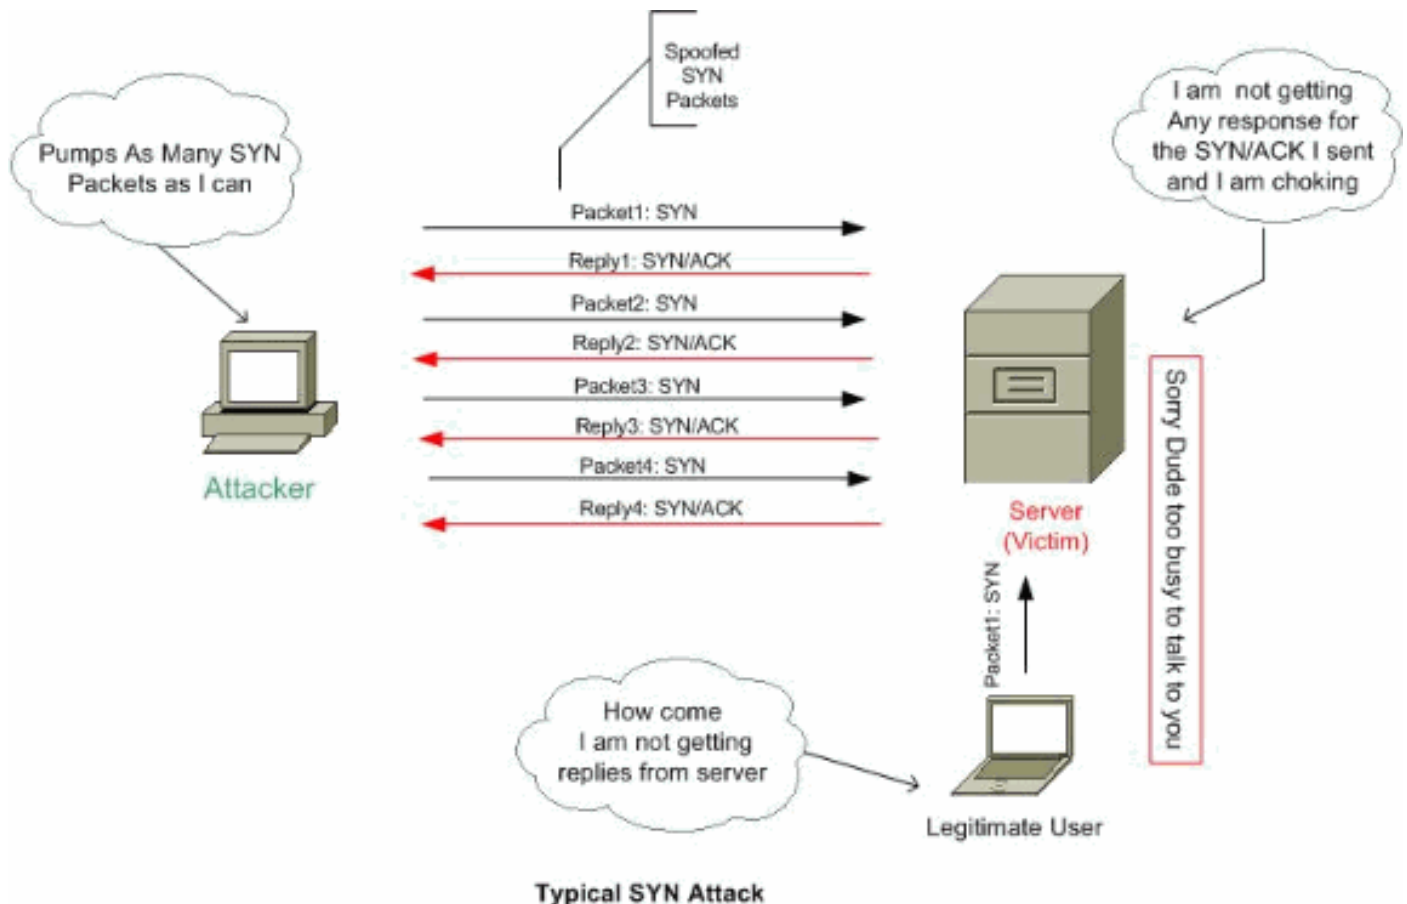 Spoofed
SYN
Packets
Pumps As Many SYN
Packets as I can
I am not getting
Any response for
the SYN/ACK I sent
and I am choking
Packet1: SYN
Reply1: SYN/ACK
Packet2: SYN
Reply2: SYN/ACK
Packet3: SYN
Reply3: SYN/ACK
Packet4: SYN
Reply4: SYN/ACK
Attacker
Server
(Victim)
Sorry Dude too busy to talk to you
Packet1: SYN
How come
I am not getting
replies from server
Legitimate User
Typical SYN Attack